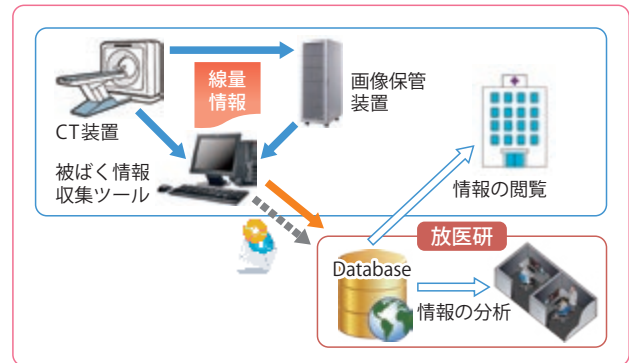 線量
情報
画像保管
装置
CT装置
被ばく情報
収集ツール
情報の閲覧
放医研
Database
情報の分析